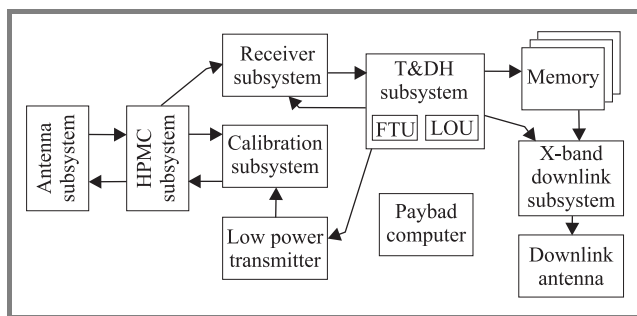 Receiver
subsystem
T&DH
subsystem
FTU
LOU
Memory
Antenna
subsystem
HPMC
subsystem
Calibration
subsystem
X-band
downlink
subsystem
Low power
transmitter
Paybad
computer
Downlink
antenna